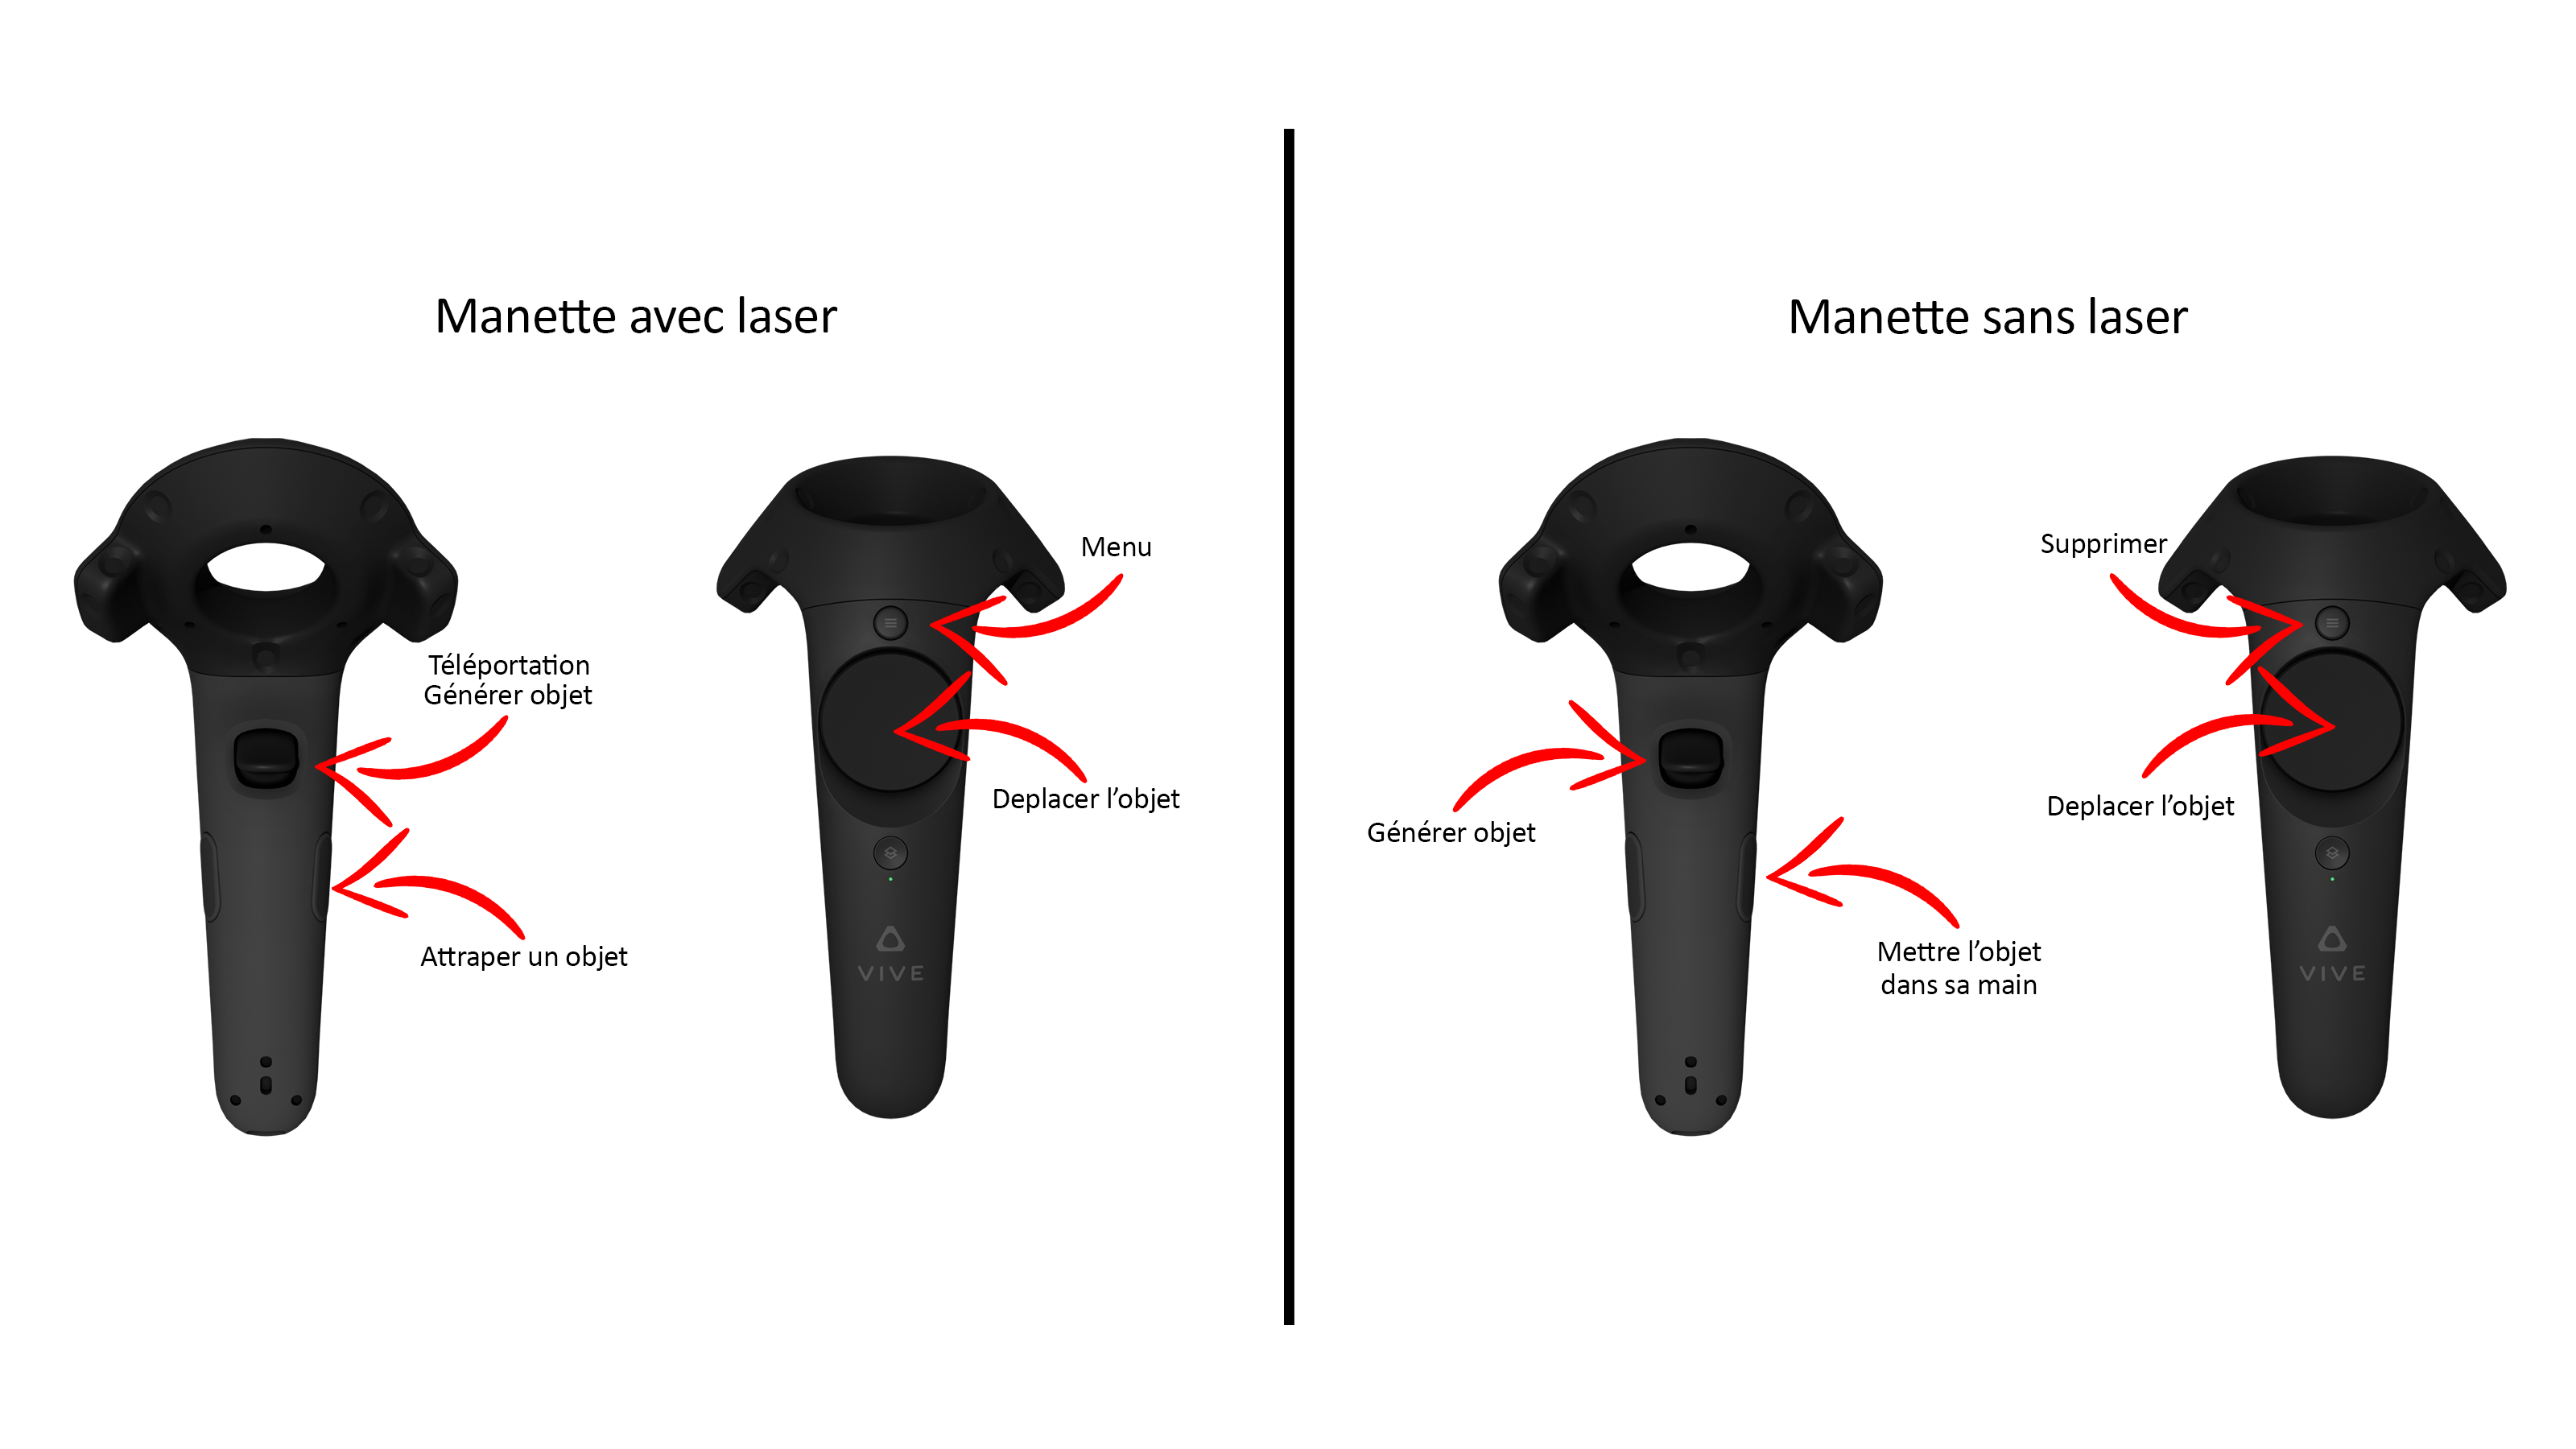 Manette avec laser
Téléportation
Générer objet
Attraper un objet
Menu
Deplacer l’objet
VIVE
Manette sans laser
Générer objet
Mettre l’objet
dans sa main
Supprimer
Deplacer l’objet
VIVE